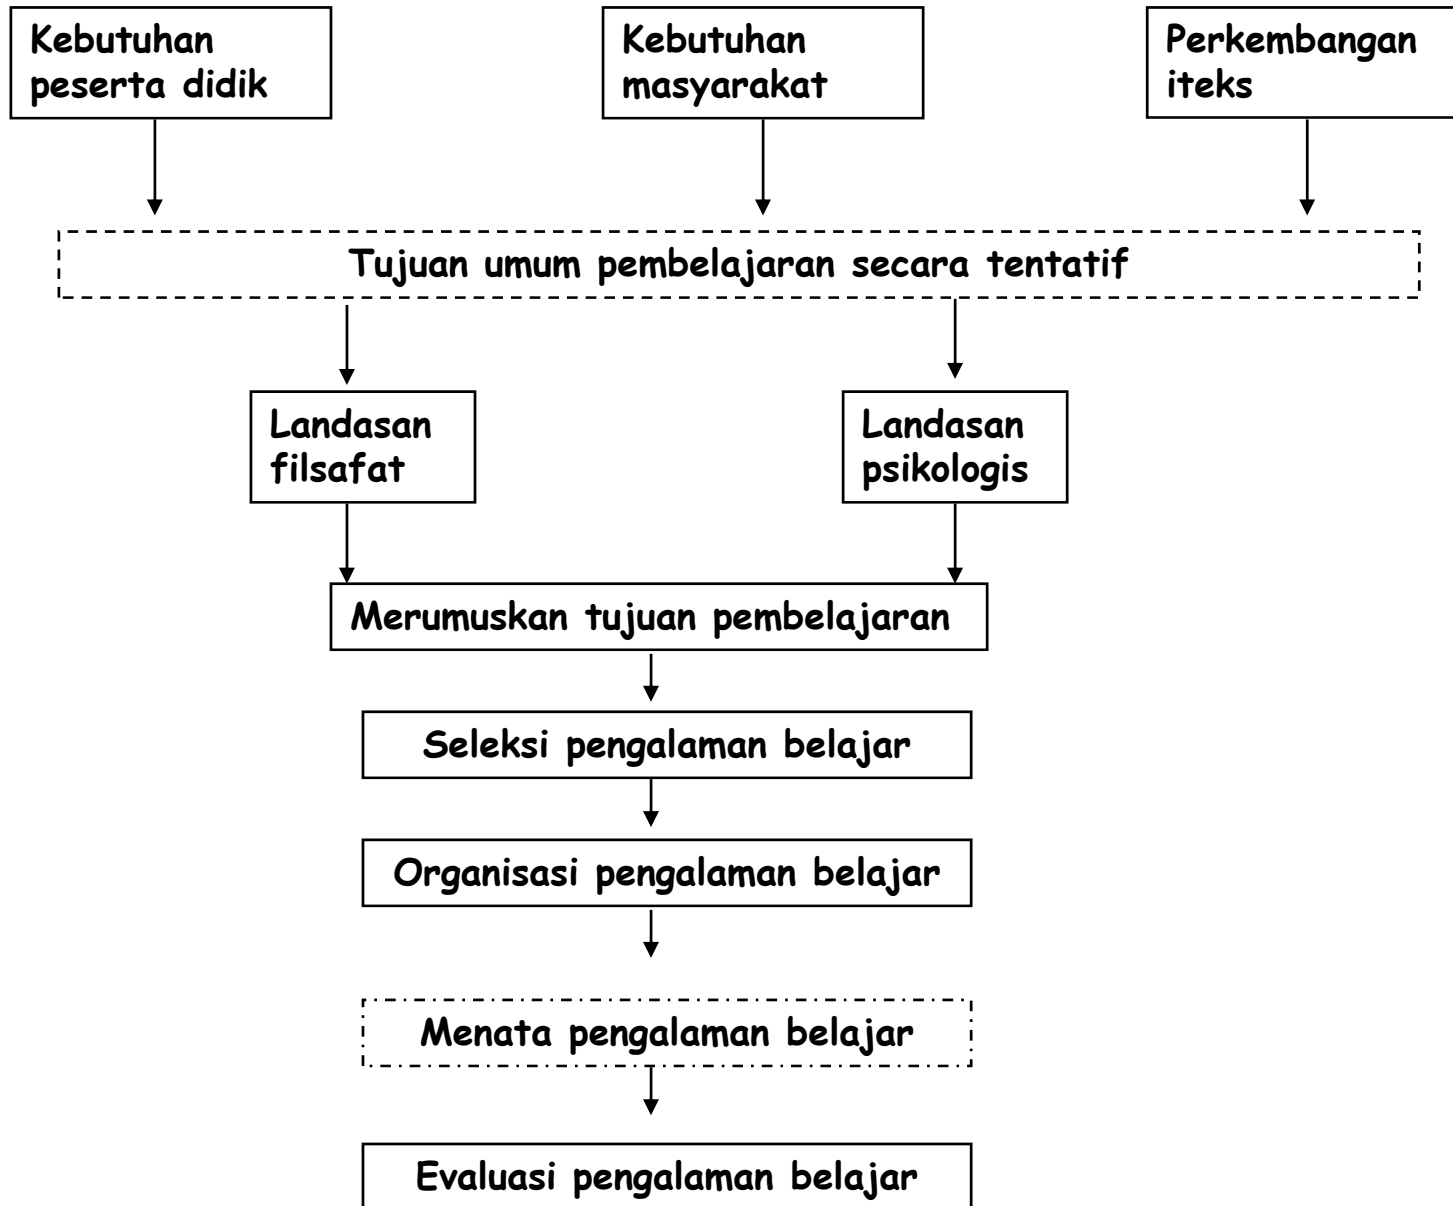 Kebutuhan
peserta didik
Kebutuhan
masyarakat
Perkembangan
iteks
Tujuan umum pembelajaran secara tentatif
Landasan
filsafat
Landasan
psikologis
Merumuskan tujuan pembelajaran
Seleksi pengalaman belajar
Organisasi pengalaman belajar
Menata pengalaman belajar
Evaluasi pengalaman belajar